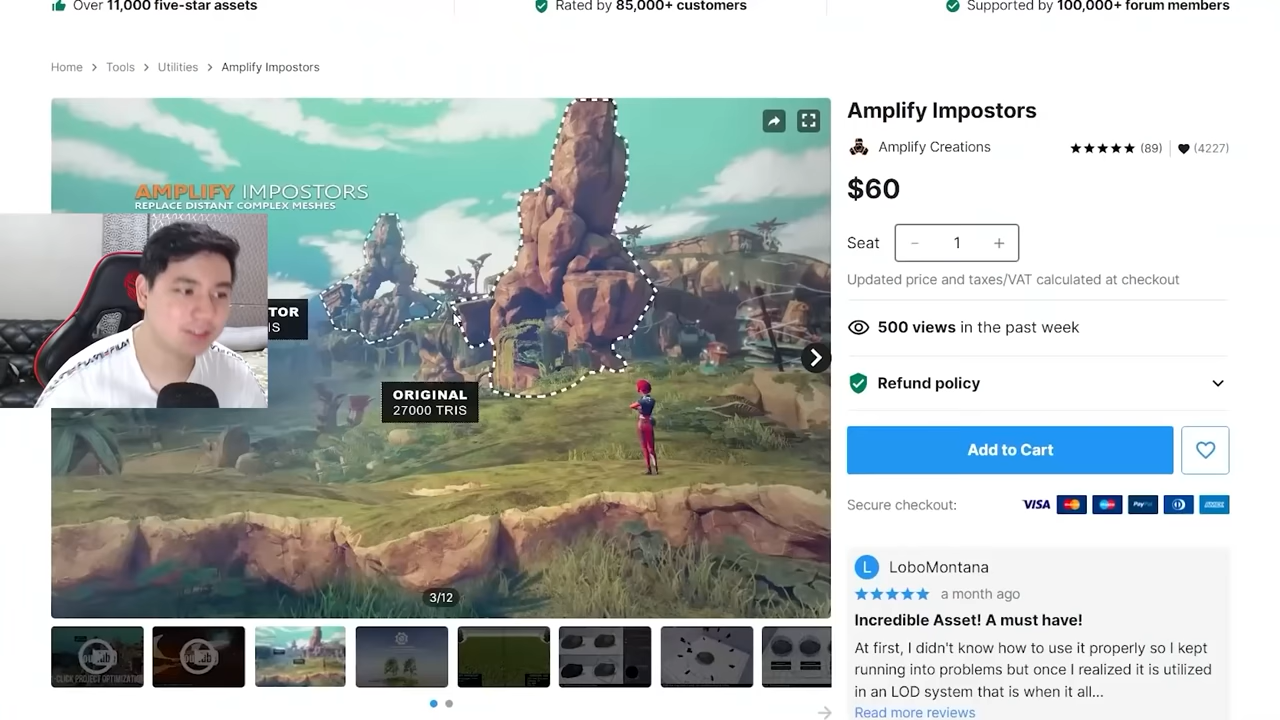 Over 11,000 five-star assets
Rated by 85,000+ customers
Supported by 100,000+ forum members
Home > Tools > Utilities > Amplify Impostors
AMPLIFY IMPOSTORS
REPLACE DISTANT COMPLEX MESHES
ORIGINAL
27000 TRIS
3/12
CLICK PROJECT OPTIMIZATION
Amplify Impostors
Amplify Creations
(89)
(4227)
$60
Seat
- 1 +
Updated price and taxes/VAT calculated at checkout
500 views in the past week
Refund policy
Add to Cart
Secure checkout:
VISA
PayPal
L LoboMontana
a month ago
Incredible Asset! A must have!
At first, I didn't know how to use it properly so I kept
running into problems but once I realized it is utilized
in an LOD system that is when it all...
Read more reviews